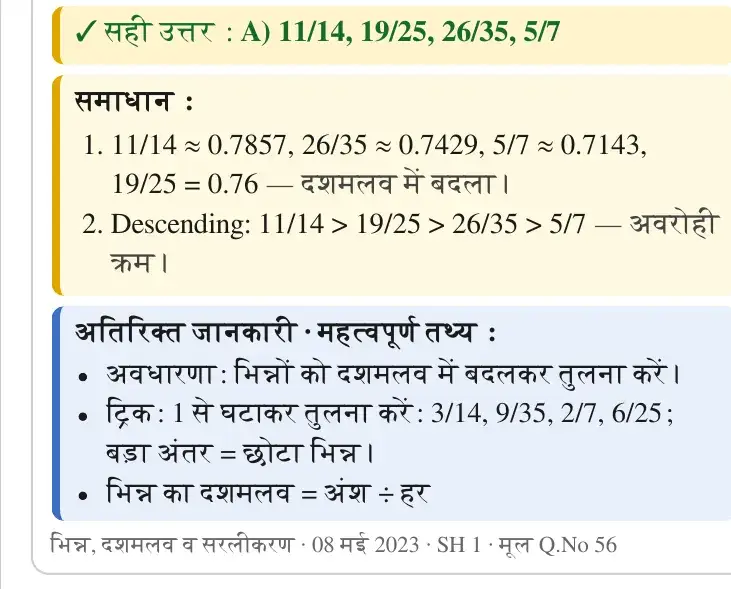 ✓ सही उत्तर : A) 11/14, 19/25, 26/35, 5/7
समाधान :
1. 11/14 ≈ 0.7857, 26/35 ≈ 0.7429, 5/7 ≈ 0.7143,
19/25 = 0.76 — दशमलव में बदला।
2. Descending: 11/14 > 19/25 > 26/35 > 5/7 — अवरोही
क्रम।
अतिरिक्त जानकारी · महत्वपूर्ण तथ्य :
• अवधारणा : भिन्नों को दशमलव में बदलकर तुलना करें।
• ट्रिक : 1 से घटाकर तुलना करें: 3/14, 9/35, 2/7, 6/25;
बड़ा अंतर = छोटा भिन्न।
• भिन्न का दशमलव = अंश ÷ हर
भिन्न, दशमलव व सरलीकरण · 08 मई 2023 · SH 1 · मूल Q.No 56